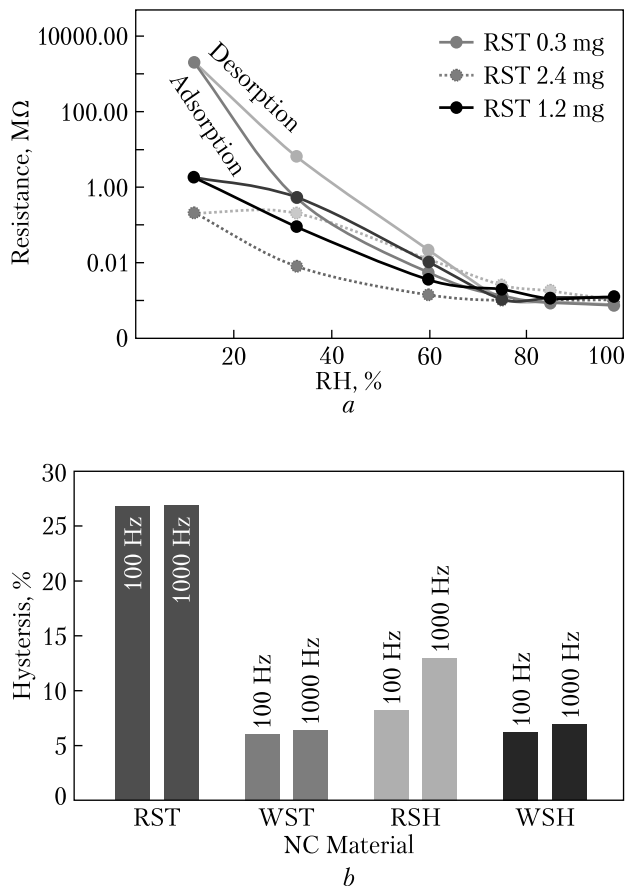 10000.00
100.00
1.00
0.01
0
Resistance, MΩ
Desorption
Adsorption
RST 0.3 mg
RST 2.4 mg
RST 1.2 mg
20
40
60
80
100
RH, %
a
30
25
20
15
10
5
0
Hystersis, %
100 Hz
1000 Hz
100 Hz
1000 Hz
100 Hz
1000 Hz
100 Hz
1000 Hz
RST
WST
RSH
WSH
NC Material
b